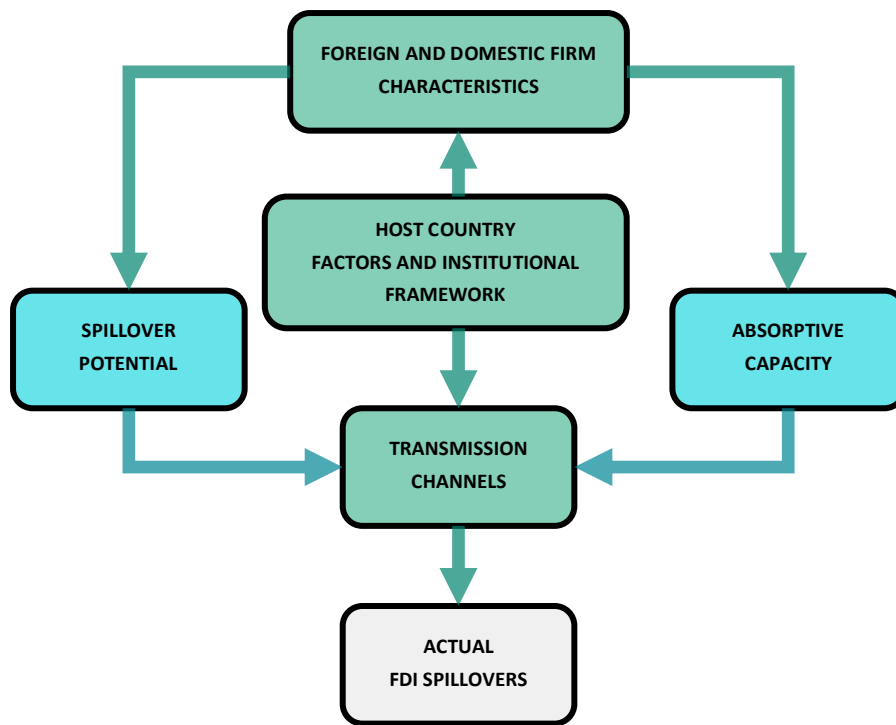 FOREIGN AND DOMESTIC FIRM
CHARACTERISTICS
HOST COUNTRY
FACTORS AND INSTITUTIONAL
FRAMEWORK
SPILLOVER
POTENTIAL
ABSORPTIVE
CAPACITY
TRANSMISSION
CHANNELS
ACTUAL
FDI SPILLOVERS